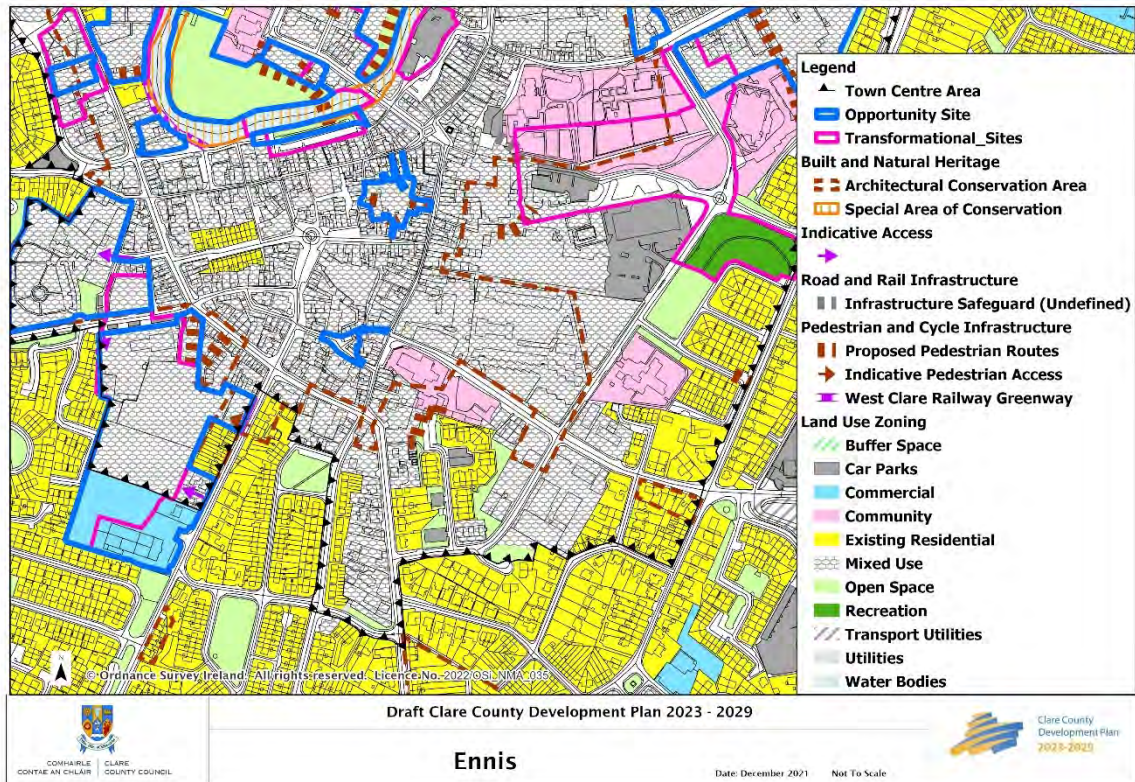 Legend
Town Centre Area
Opportunity Site
Transformational_Sites
Built and Natural Heritage
Architectural Conservation Area
Special Area of Conservation
Indicative Access
Road and Rail Infrastructure
Infrastructure Safeguard (Undefined)
Pedestrian and Cycle Infrastructure
Proposed Pedestrian Routes
Indicative Pedestrian Access
West Clare Railway Greenway
Land Use Zoning
Buffer Space
Car Parks
Commercial
Community
Existing Residential
Mixed Use
Open Space
Recreation
Transport Utilities
Utilities
Water Bodies
N
© Ordnance Survey Ireland. All rights reserved. Licence No. 2022 OSi_NMA_035
Draft Clare County Development Plan 2023 - 2029
COMHAIRLE CONTAE AN CHLÁIR
CLARE COUNTY COUNCIL
Ennis
Date: December 2021 Not To Scale
Clare County
Development Plan
2023-2029